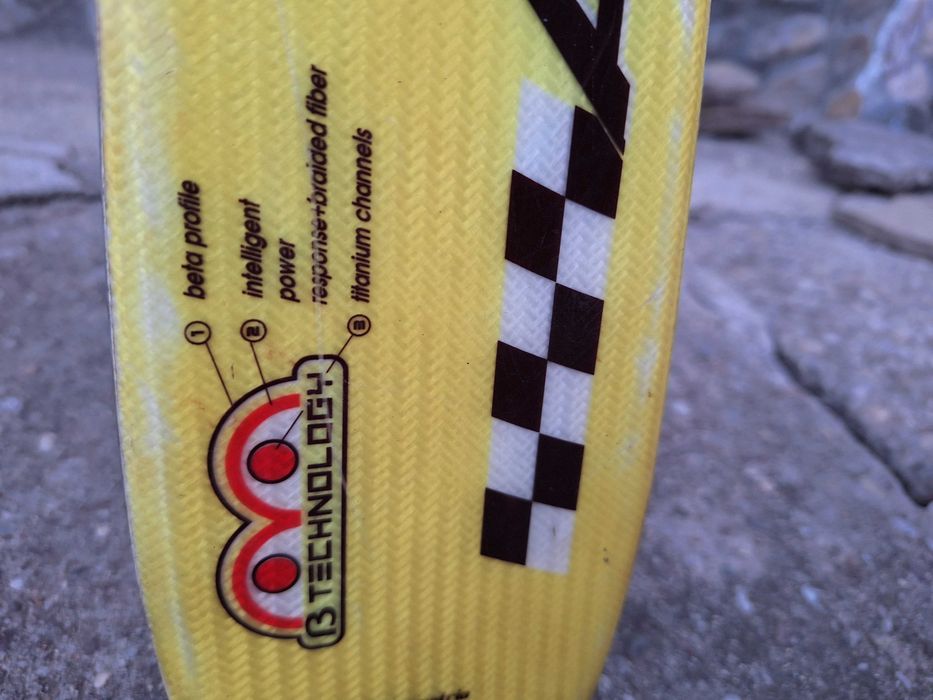 1 beta profile
2 intelligent
power
response+braided fiber
3 titanium channels
β TECHNOLOGY